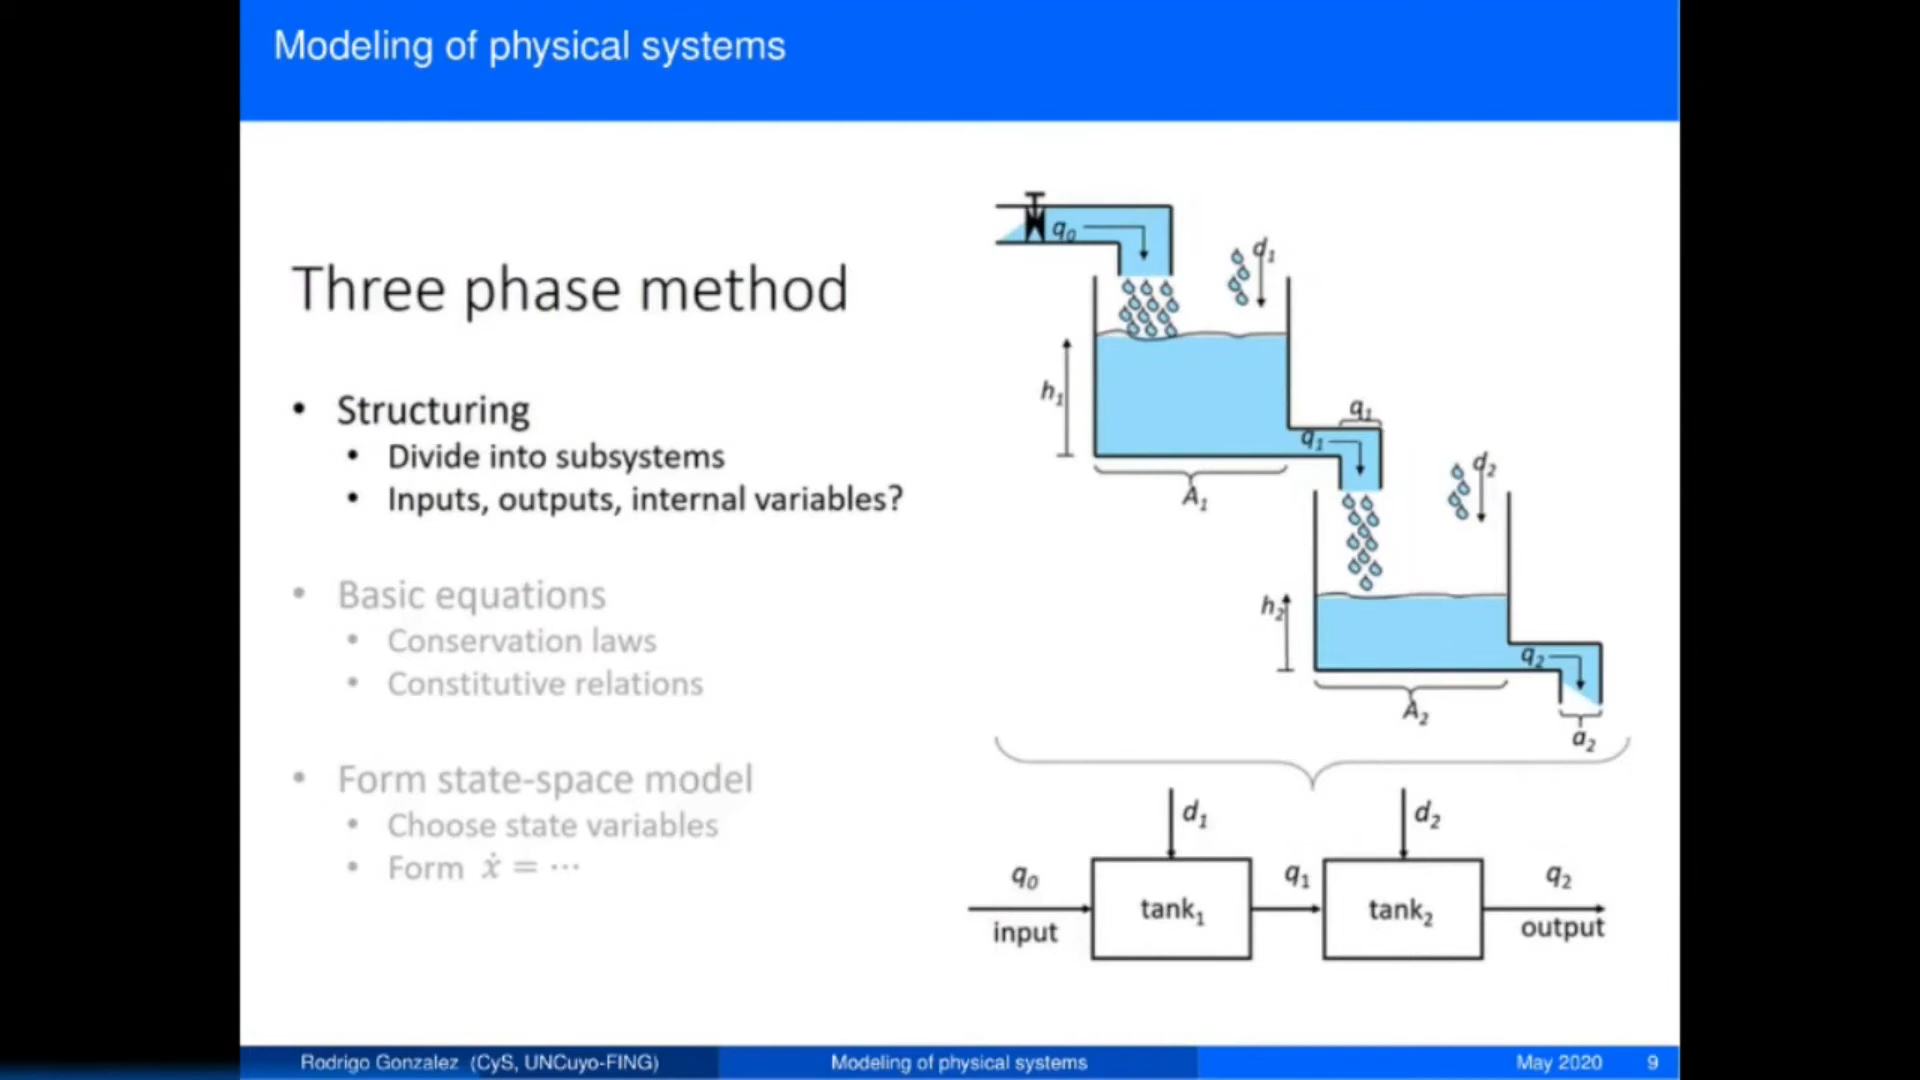 Modeling of physical systems
Three phase method
• Structuring
• Divide into subsystems
• Inputs, outputs, internal variables?
• Basic equations
• Conservation laws
• Constitutive relations
• Form state-space model
• Choose state variables
• Form ẋ = ⋯
q₀
d₁
h₁
q₁
q₁
A₁
d₂
h₂
q₂
A₂
a₂
d₁
d₂
q₀
q₁
q₂
tank₁
tank₂
input
output
Rodrigo Gonzalez (CyS, UNCuyo-FING)
Modeling of physical systems
May 2020
9